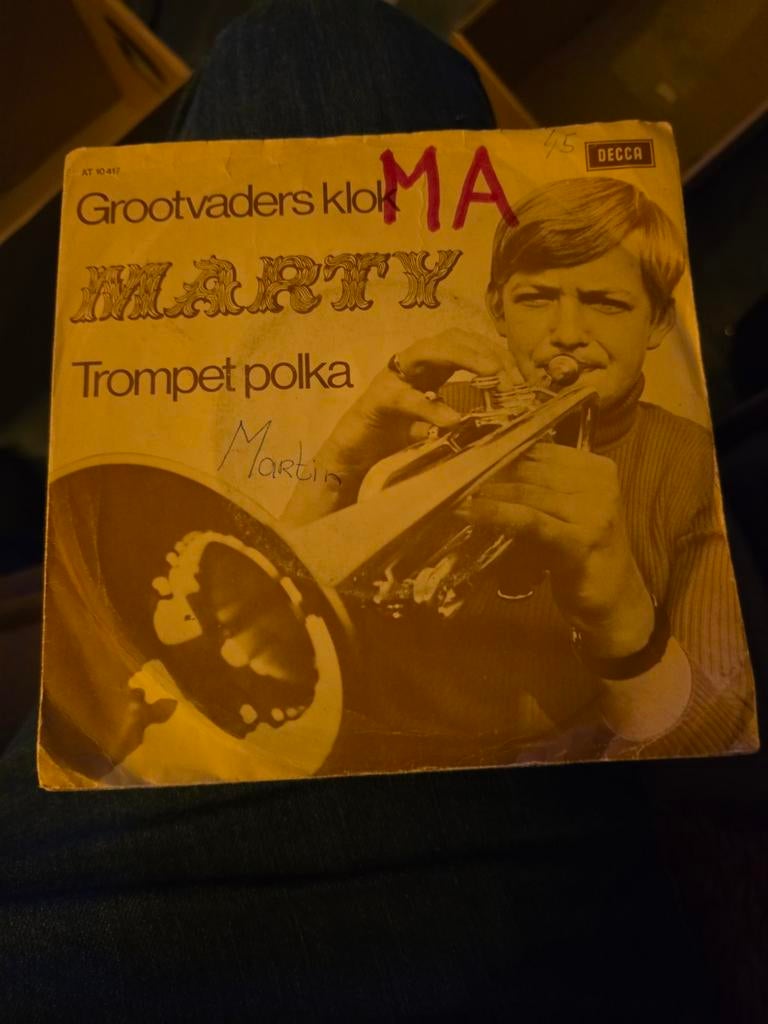 45
DECCA
AT 10 417
Grootvaders klok
MA
MARTY
Trompet polka
Martin